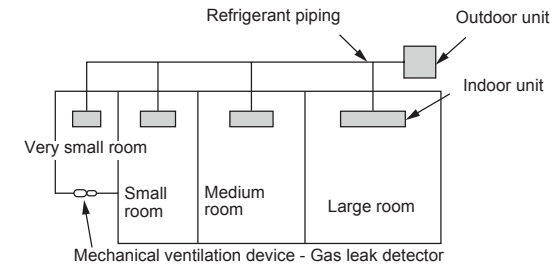 Refrigerant piping
Outdoor unit
Indoor unit
Very small room
Small
room
Medium
room
Large room
Mechanical ventilation device - Gas leak detector